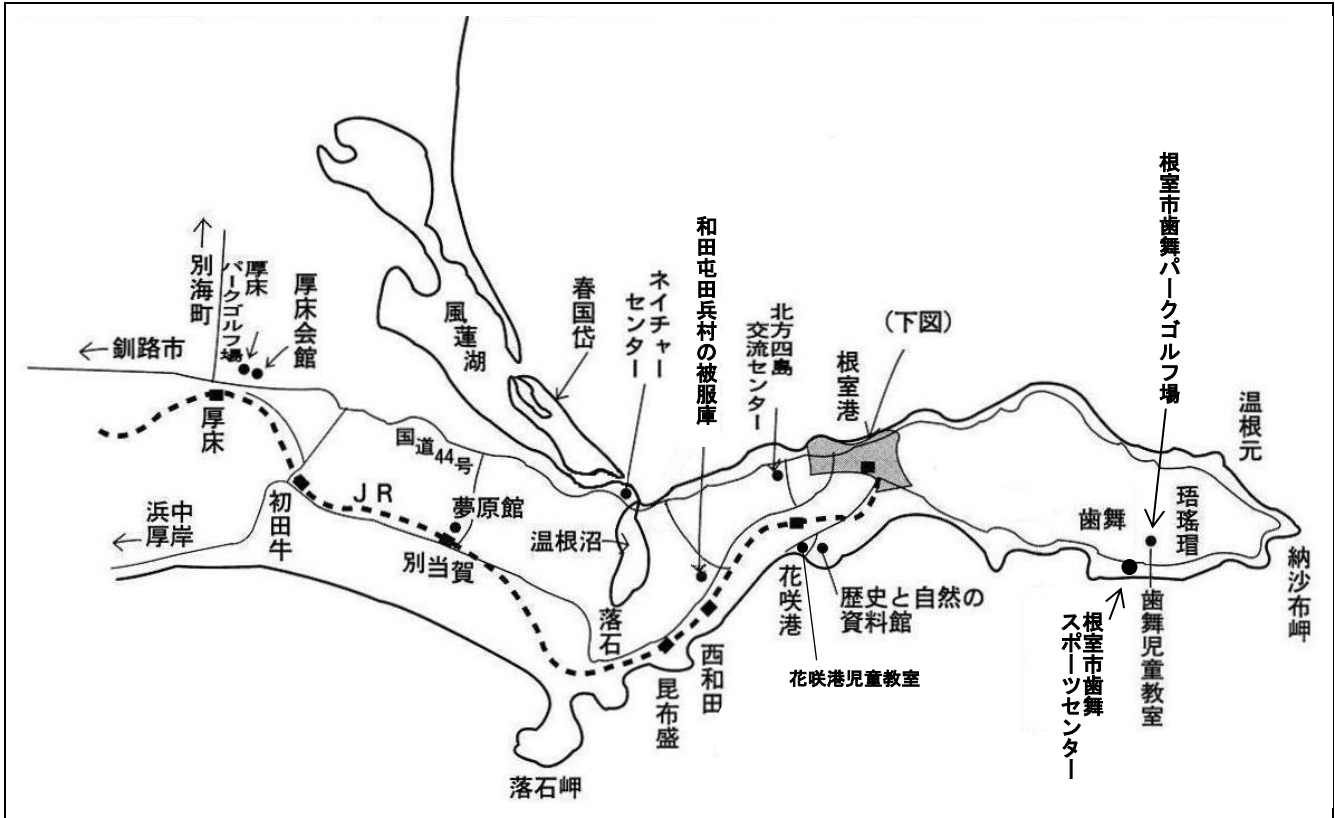 別海町
厚床
パークゴルフ場
厚床会館
釧路市
厚床
浜中
厚岸
初田牛
国道44号
JR
夢原館
別当賀
風蓮湖
春国岱
ネイチャー
センター
温根沼
落石
落石岬
和田屯田兵村の被服庫
昆布盛
西和田
北方四島
交流センター
根室港
(下図)
花咲港
歴史と自然の
資料館
花咲港児童教室
根室市歯舞パークゴルフ場
温根元
歯舞
珸瑤瑁
納沙布岬
歯舞児童教室
根室市歯舞
スポーツセンター